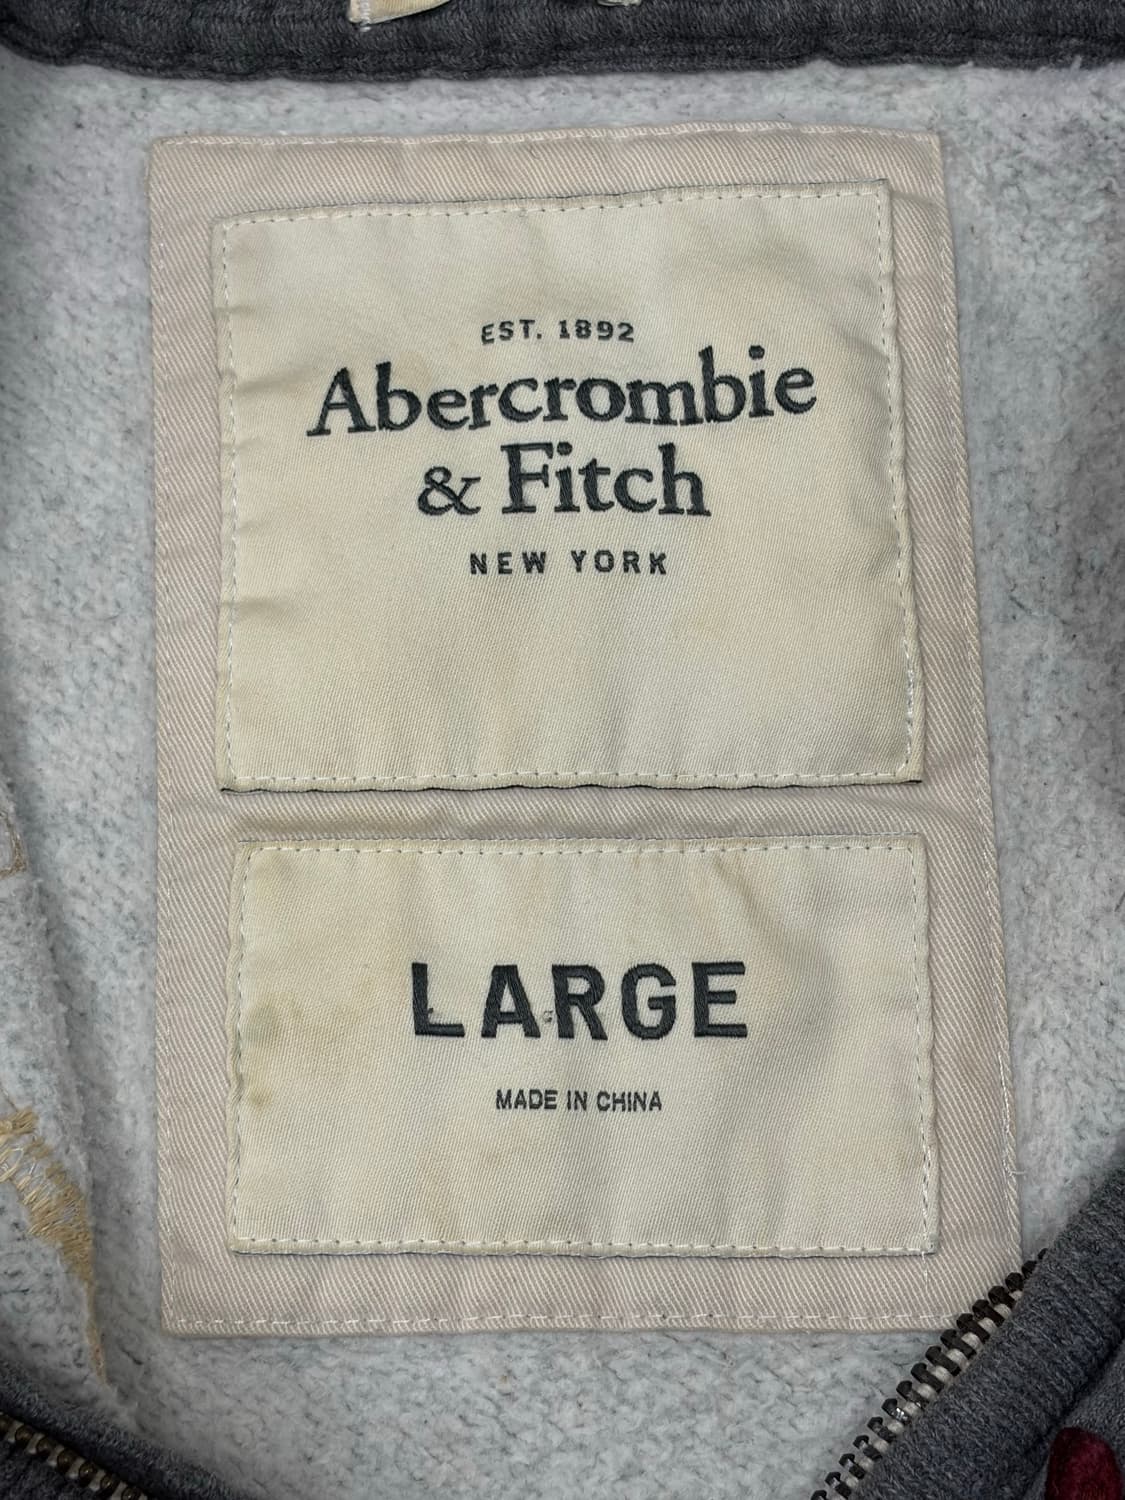 EST. 1892
Abercrombie
& Fitch
NEW YORK
LARGE
MADE IN CHINA